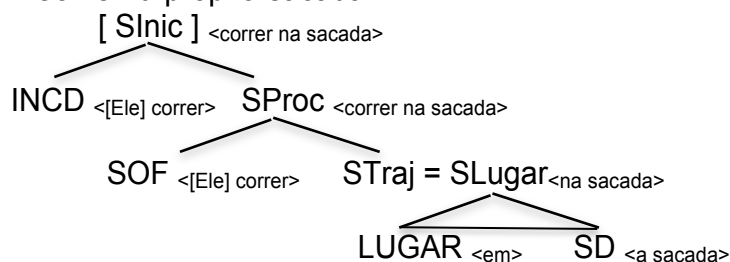 [ SInic ] <correr na sacada>
INCD <[Ele] correr> SProc <correr na sacada>
SOF <[Ele] correr> STraj = SLugar<na sacada>
LUGAR <em> SD <a sacada>